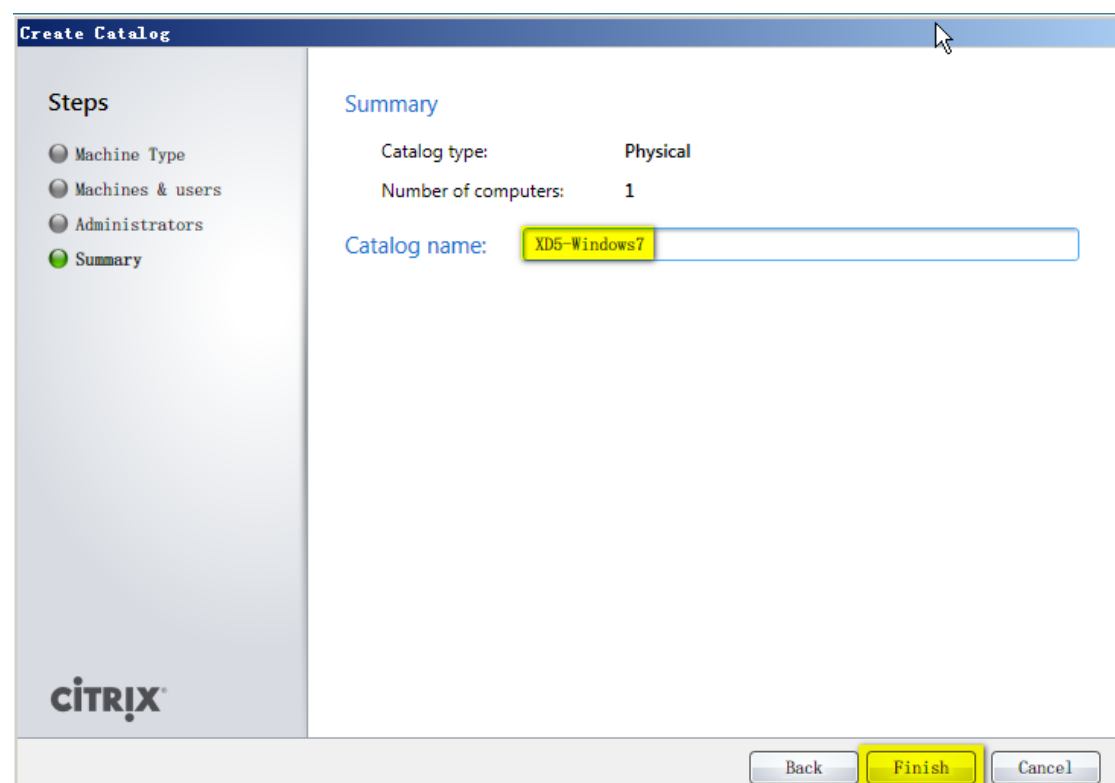 Create Catalog
Steps
Machine Type
Machines & users
Administrators
Summary
CITRIX
Summary
Catalog type: Physical
Number of computers: 1
Catalog name: XD5-Windows7
Back Finish Cancel